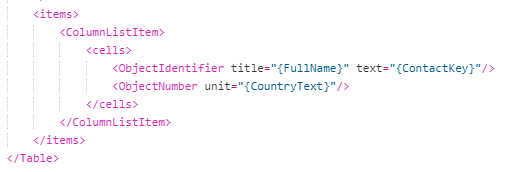 <items>
<ColumnListItem>
<cells>
<ObjectIdentifier title="{FullName}" text="{ContactKey}"/>
<ObjectNumber unit="{CountryText}"/>
</cells>
</ColumnListItem>
</items>
</Table>